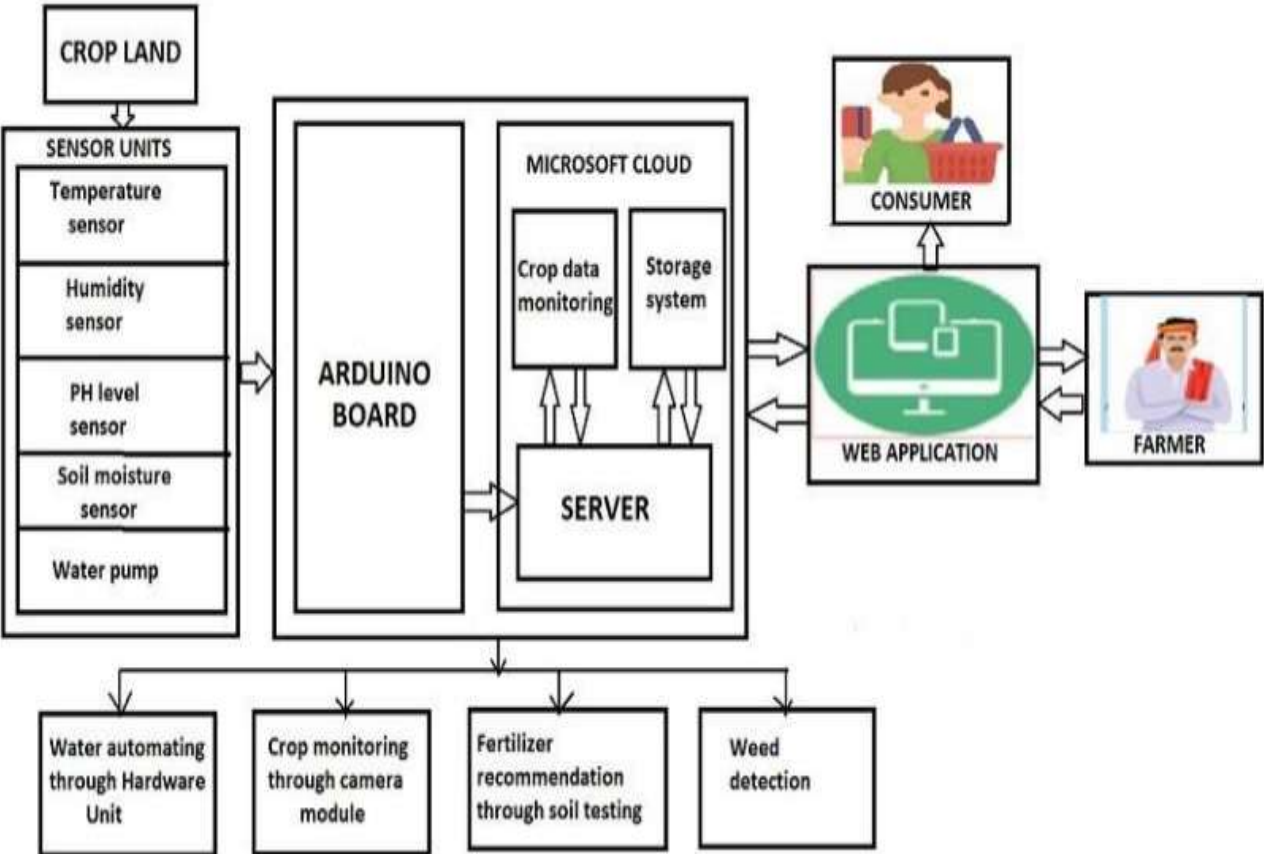 CROP LAND
SENSOR UNITS
Temperature
sensor
Humidity
sensor
PH level
sensor
Soil moisture
sensor
Water pump
ARDUINO
BOARD
MICROSOFT CLOUD
Crop data
monitoring
Storage
system
SERVER
CONSUMER
WEB APPLICATION
FARMER
Water automating
through Hardware
Unit
Crop monitoring
through camera
module
Fertilizer
recommendation
through soil testing
Weed
detection